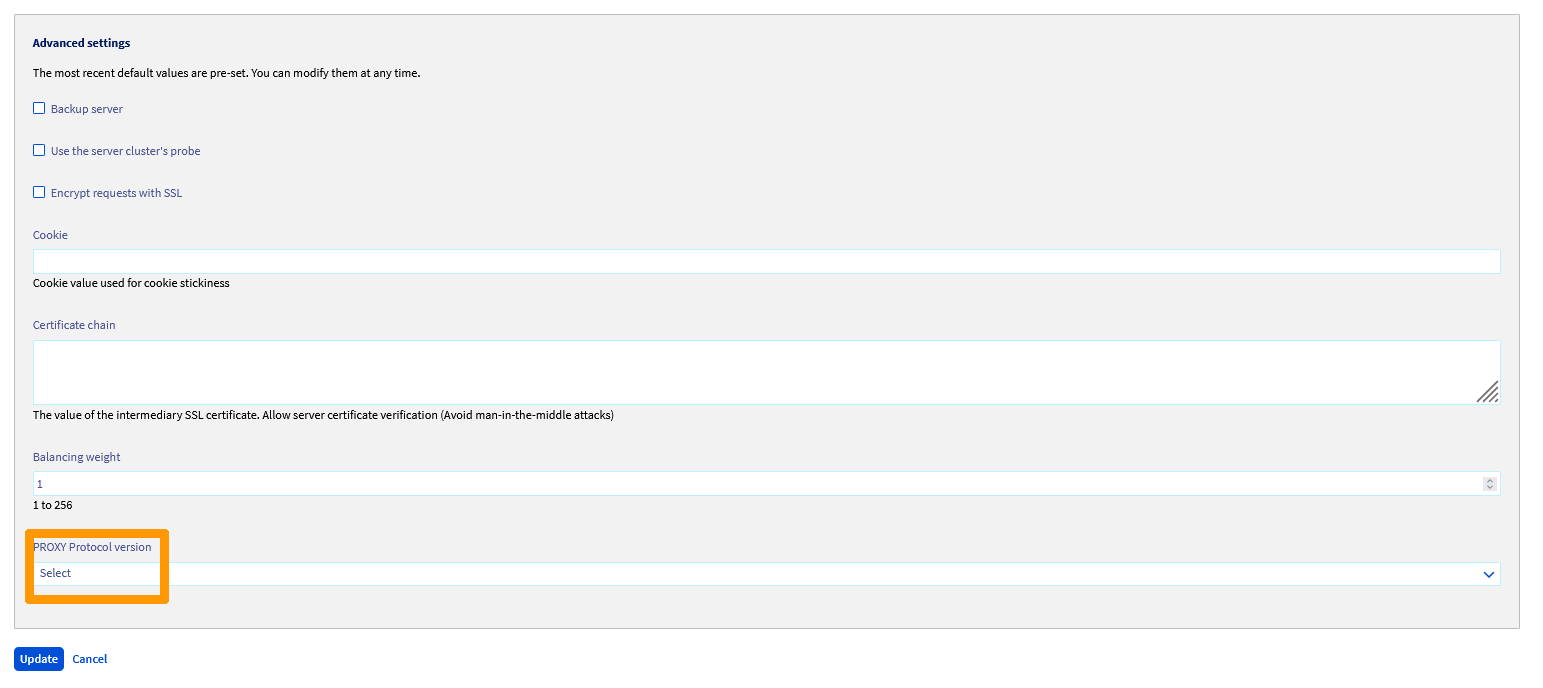 Advanced settings
The most recent default values are pre-set. You can modify them at any time.
Backup server
Use the server cluster's probe
Encrypt requests with SSL
Cookie
Cookie value used for cookie stickiness
Certificate chain
The value of the intermediary SSL certificate. Allow server certificate verification (Avoid man-in-the-middle attacks)
Balancing weight
1
1 to 256
PROXY Protocol version
Select
Update Cancel